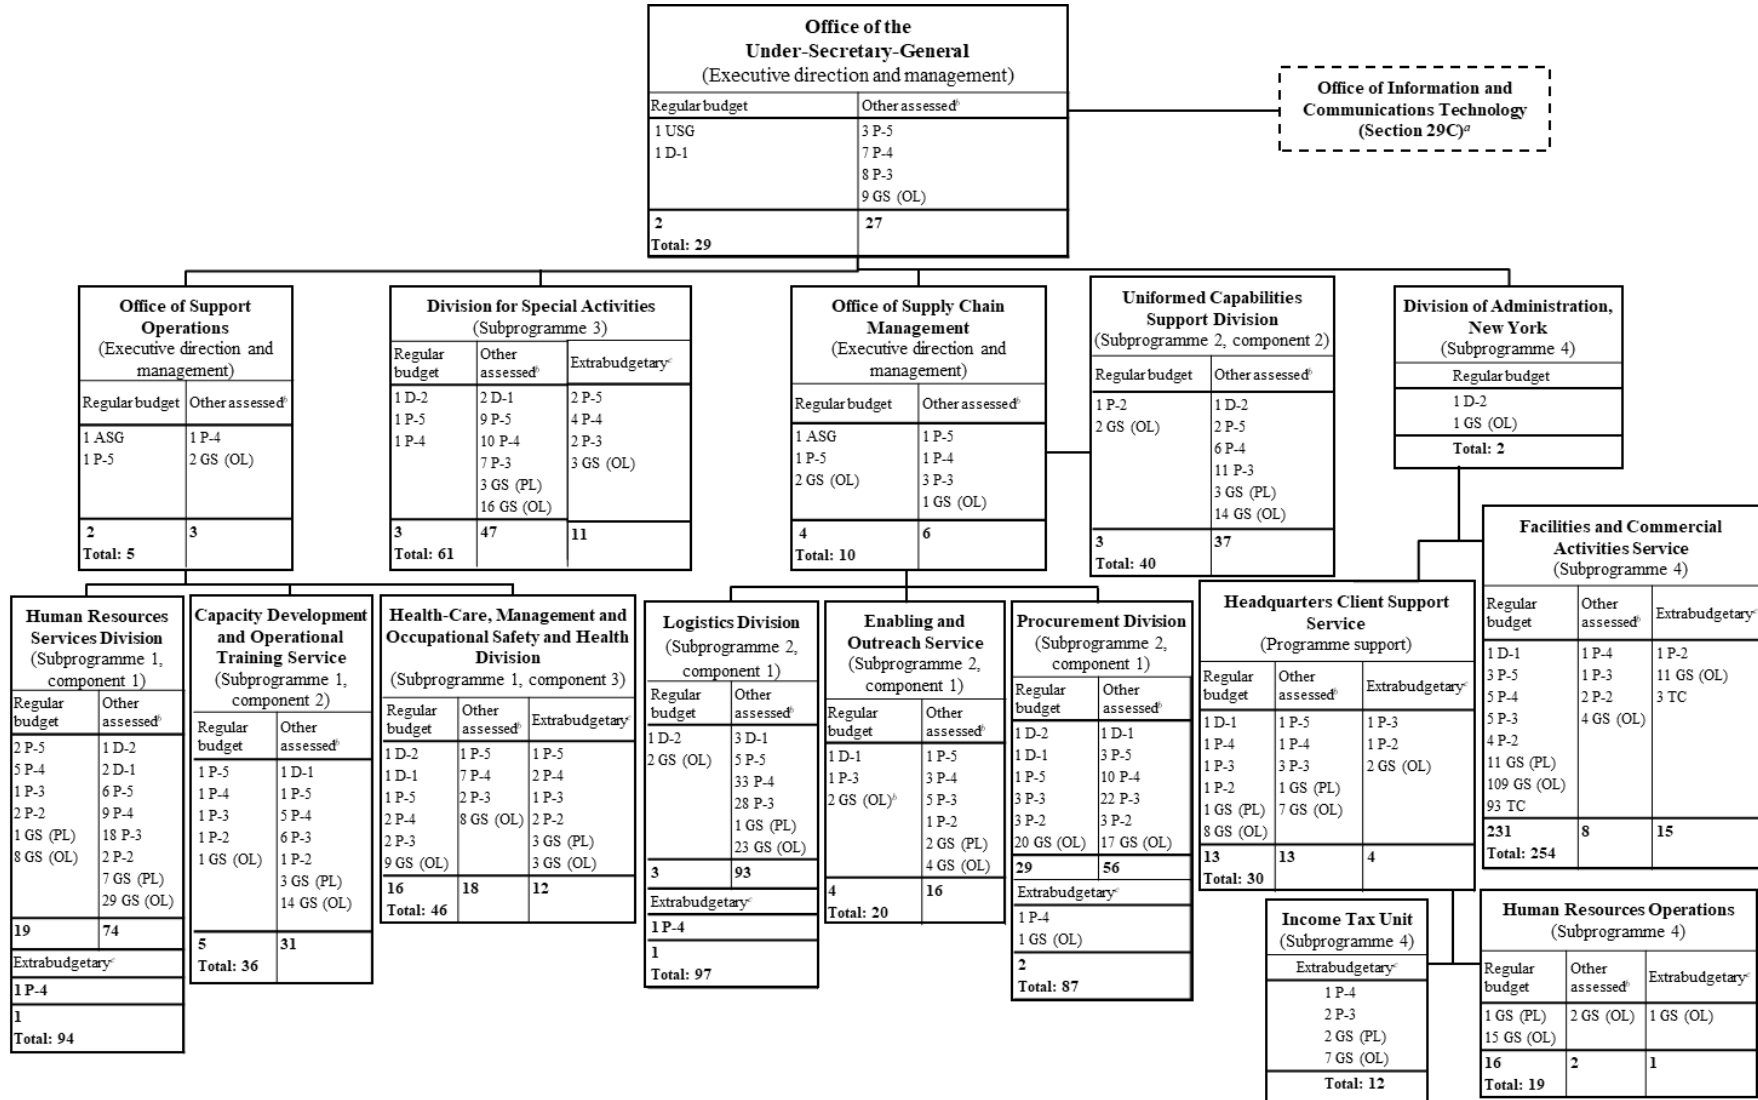 Office of the
Under-Secretary-General
(Executive direction and management)
Regular budget
Other assessedᵇ
1 USG
1 D-1
3 P-5
7 P-4
8 P-3
9 GS (OL)
2
27
Total: 29
Office of Information and
Communications Technology
(Section 29C)ᵃ
Office of Support
Operations
(Executive direction and
management)
Regular budget
Other assessedᵇ
1 ASG
1 P-5
1 P-4
2 GS (OL)
2
3
Total: 5
Division for Special Activities
(Subprogramme 3)
Regular
budget
Other
assessedᵇ
Extrabudgetaryᶜ
1 D-2
1 P-5
1 P-4
2 D-1
9 P-5
10 P-4
7 P-3
3 GS (PL)
16 GS (OL)
2 P-5
4 P-4
2 P-3
3 GS (OL)
3
47
11
Total: 61
Office of Supply Chain
Management
(Executive direction and
management)
Regular budget
Other assessedᵇ
1 ASG
1 P-5
2 GS (OL)
1 P-5
1 P-4
3 P-3
1 GS (OL)
4
6
Total: 10
Uniformed Capabilities
Support Division
(Subprogramme 2, component 2)
Regular budget
Other assessedᵇ
1 P-2
2 GS (OL)
1 D-2
2 P-5
6 P-4
11 P-3
3 GS (PL)
14 GS (OL)
3
37
Total: 40
Division of Administration,
New York
(Subprogramme 4)
Regular budget
1 D-2
1 GS (OL)
Total: 2
Human Resources
Services Division
(Subprogramme 1,
component 1)
Regular
budget
Other
assessedᵇ
2 P-5
5 P-4
1 P-3
2 P-2
1 GS (PL)
8 GS (OL)
1 D-2
2 D-1
6 P-5
9 P-4
18 P-3
2 P-2
7 GS (PL)
29 GS (OL)
19
74
Extrabudgetaryᶜ
1 P-4
1
Total: 94
Capacity Development
and Operational
Training Service
(Subprogramme 1,
component 2)
Regular
budget
Other
assessedᵇ
1 P-5
1 P-4
1 P-3
1 P-2
1 GS (OL)
1 D-1
1 P-5
5 P-4
6 P-3
1 P-2
3 GS (PL)
14 GS (OL)
5
31
Total: 36
Health-Care, Management and
Occupational Safety and Health
Division
(Subprogramme 1, component 3)
Regular
budget
Other
assessedᵇ
Extrabudgetaryᶜ
1 D-2
1 D-1
1 P-5
2 P-4
2 P-3
9 GS (OL)
1 P-5
7 P-4
2 P-3
8 GS (OL)
1 P-5
2 P-4
1 P-3
2 P-2
3 GS (PL)
3 GS (OL)
16
18
12
Total: 46
Logistics Division
(Subprogramme 2,
component 1)
Regular
budget
Other
assessedᵇ
1 D-2
2 GS (OL)
3 D-1
5 P-5
33 P-4
28 P-3
1 GS (PL)
23 GS (OL)
3
93
Extrabudgetaryᶜ
1 P-4
1
Total: 97
Enabling and
Outreach Service
(Subprogramme 2,
component 1)
Regular
budget
Other
assessedᵇ
1 D-1
1 P-3
2 GS (OL)ᵇ
1 P-5
3 P-4
5 P-3
1 P-2
2 GS (PL)
4 GS (OL)
4
16
Total: 20
Procurement Division
(Subprogramme 2,
component 1)
Regular
budget
Other
assessedᵇ
1 D-2
1 D-1
1 P-5
3 P-3
3 P-2
20 GS (OL)
1 D-1
3 P-5
10 P-4
22 P-3
3 P-2
17 GS (OL)
29
56
Extrabudgetaryᶜ
1 P-4
1 GS (OL)
2
Total: 87
Headquarters Client Support
Service
(Programme support)
Regular
budget
Other
assessedᵇ
Extrabudgetaryᶜ
1 D-1
1 P-4
1 P-3
1 P-2
1 GS (PL)
8 GS (OL)
1 P-5
1 P-4
3 P-3
1 GS (PL)
7 GS (OL)
1 P-3
1 P-2
2 GS (OL)
13
13
4
Total: 30
Facilities and Commercial
Activities Service
(Subprogramme 4)
Regular
budget
Other
assessedᵇ
Extrabudgetaryᶜ
1 D-1
3 P-5
5 P-4
5 P-3
4 P-2
11 GS (PL)
109 GS (OL)
93 TC
1 P-4
1 P-3
2 P-2
4 GS (OL)
1 P-2
11 GS (OL)
3 TC
231
8
15
Total: 254
Income Tax Unit
(Subprogramme 4)
Extrabudgetaryᶜ
1 P-4
2 P-3
2 GS (PL)
7 GS (OL)
Total: 12
Human Resources Operations
(Subprogramme 4)
Regular
budget
Other
assessedᵇ
Extrabudgetaryᶜ
1 GS (PL)
15 GS (OL)
2 GS (OL)
1 GS (OL)
16
2
1
Total: 19